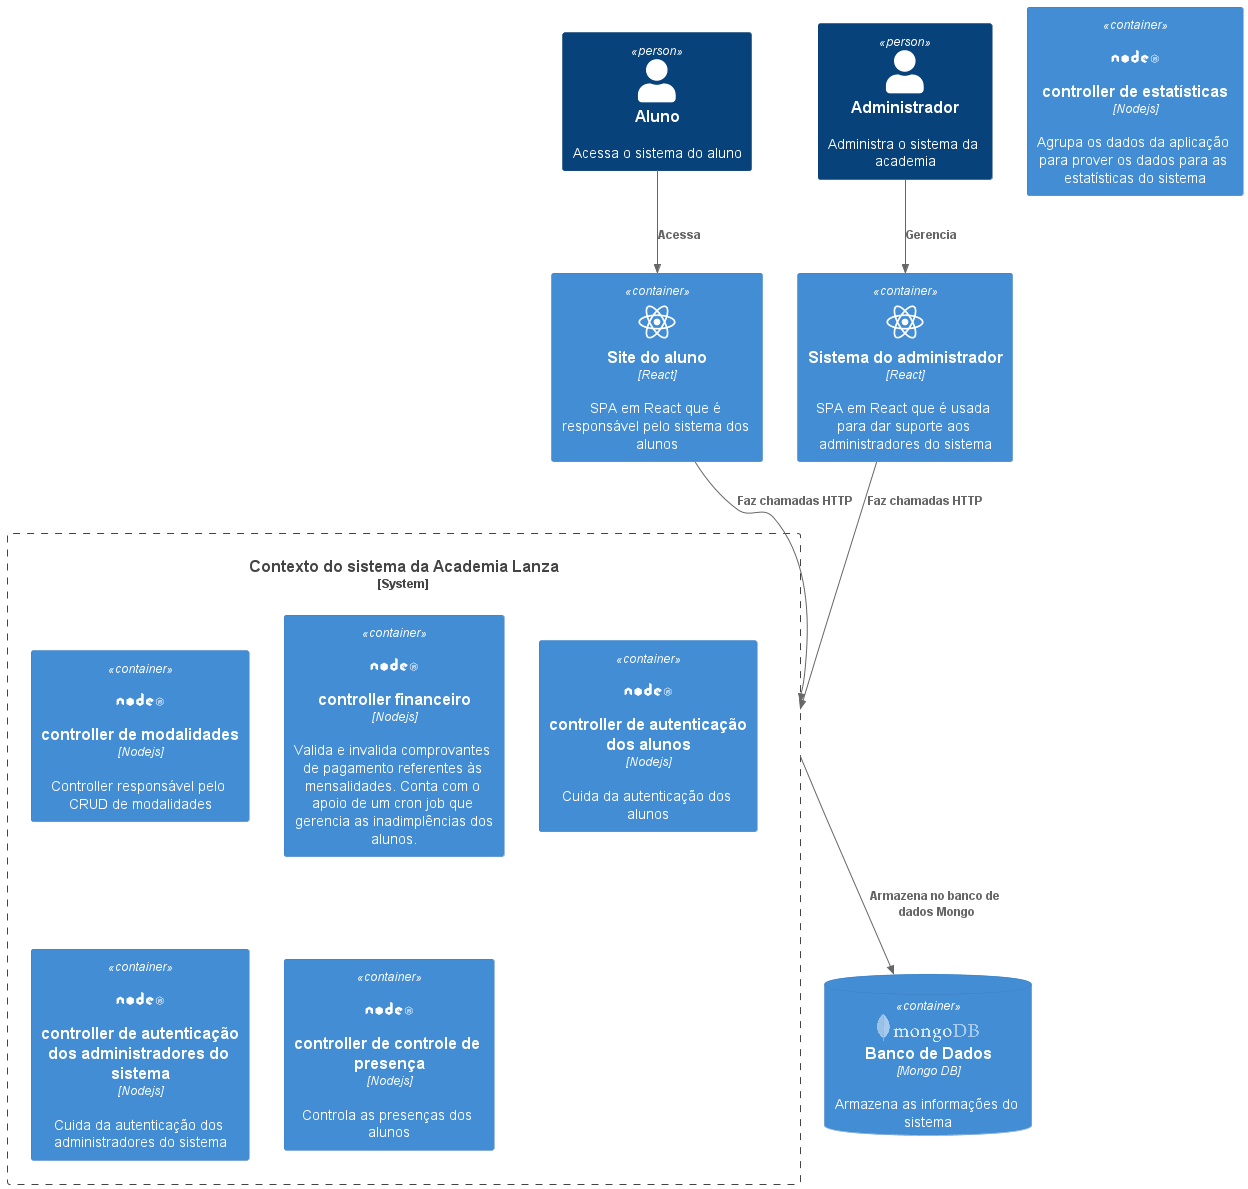 «person»
Aluno
Acessa o sistema do aluno
«person»
Administrador
Administra o sistema da
academia
«container»
node JS
controller de estatísticas
[Nodejs]
Agrupa os dados da aplicação
para prover os dados para as
estatísticas do sistema
Acessa
Gerencia
«container»
Site do aluno
[React]
SPA em React que é
responsável pelo sistema dos
alunos
«container»
Sistema do administrador
[React]
SPA em React que é usada
para dar suporte aos
administradores do sistema
Faz chamadas HTTP
Faz chamadas HTTP
Contexto do sistema da Academia Lanza
[System]
«container»
node JS
controller de modalidades
[Nodejs]
Controller responsável pelo
CRUD de modalidades
«container»
node JS
controller financeiro
[Nodejs]
Valida e invalida comprovantes
de pagamento referentes às
mensalidades. Conta com o
apoio de um cron job que
gerencia as inadimplências dos
alunos.
«container»
node JS
controller de autenticação
dos alunos
[Nodejs]
Cuida da autenticação dos
alunos
Armazena no banco de
dados Mongo
«container»
node JS
controller de autenticação
dos administradores do
sistema
[Nodejs]
Cuida da autenticação dos
administradores do sistema
«container»
node JS
controller de controle de
presença
[Nodejs]
Controla as presenças dos
alunos
«container»
mongoDB
Banco de Dados
[Mongo DB]
Armazena as informações do
sistema